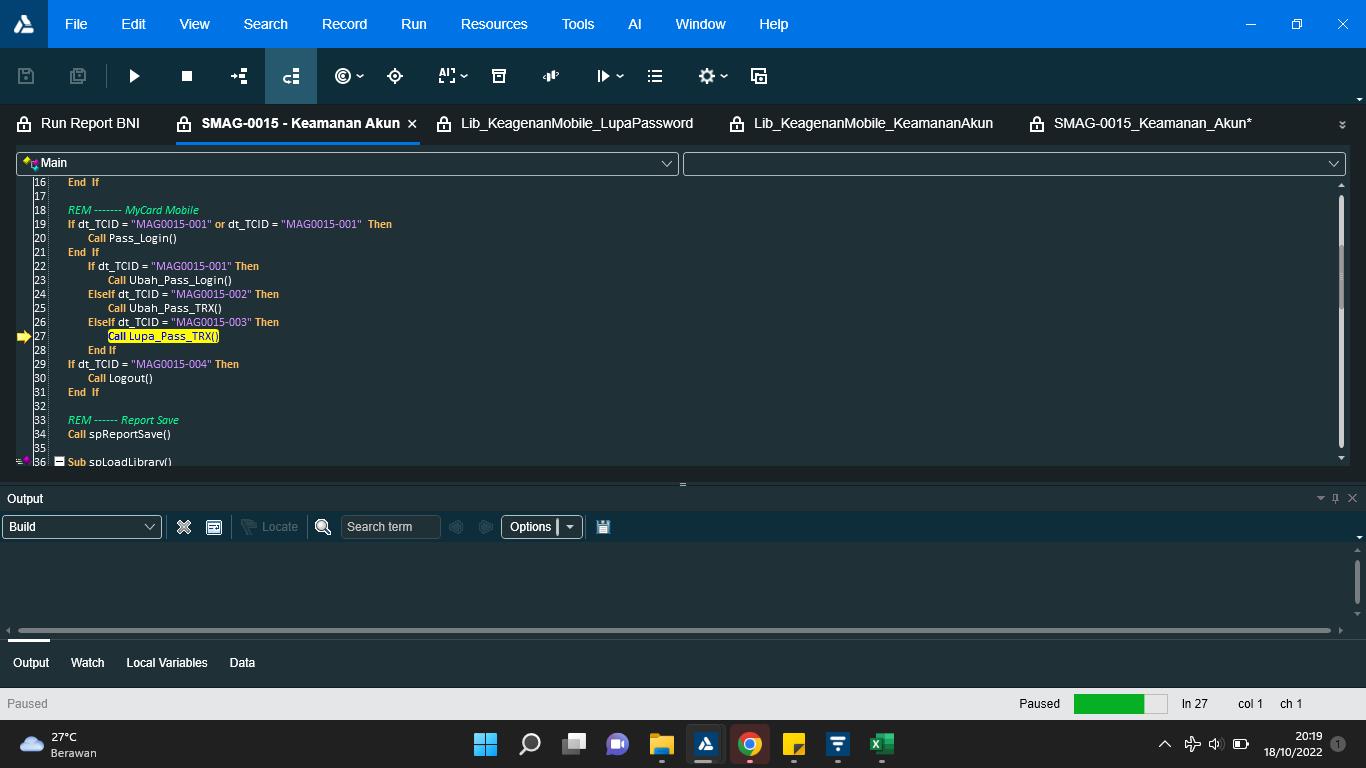 File Edit View Search Record Run Resources Tools AI Window Help
Run Report BNI SMAG-0015 - Keamanan Akun Lib_KeagenanMobile_LupaPassword Lib_KeagenanMobile_KeamananAkun SMAG-0015_Keamanan_Akun*
Main
16 End If
17
18 REM ------- MyCard Mobile
19 If dt_TCID = "MAG0015-001" or dt_TCID = "MAG0015-001" Then
20 Call Pass_Login()
21 End If
22 If dt_TCID = "MAG0015-001" Then
23 Call Ubah_Pass_Login()
24 ElseIf dt_TCID = "MAG0015-002" Then
25 Call Ubah_Pass_TRX()
26 ElseIf dt_TCID = "MAG0015-003" Then
27 Call Lupa_Pass_TRX()
28 End If
29 If dt_TCID = "MAG0015-004" Then
30 Call Logout()
31 End If
32
33 REM ------ Report Save
34 Call spReportSave()
35
36 Sub spLoadLibrary()
Output
Build Locate Search term Options
Output Watch Local Variables Data
Paused Paused ln 27 col 1 ch 1
27°C
Berawan
20:19
18/10/2022
1